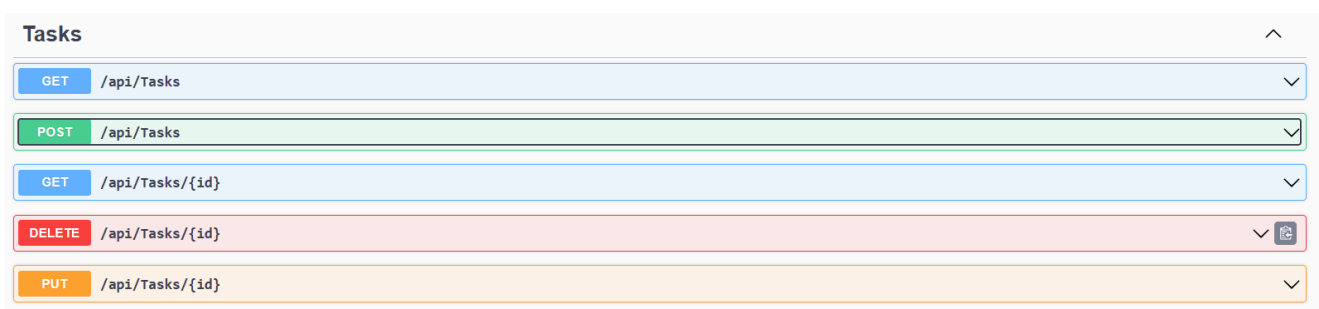 Tasks
GET /api/Tasks
POST /api/Tasks
GET /api/Tasks/{id}
DELETE /api/Tasks/{id}
PUT /api/Tasks/{id}